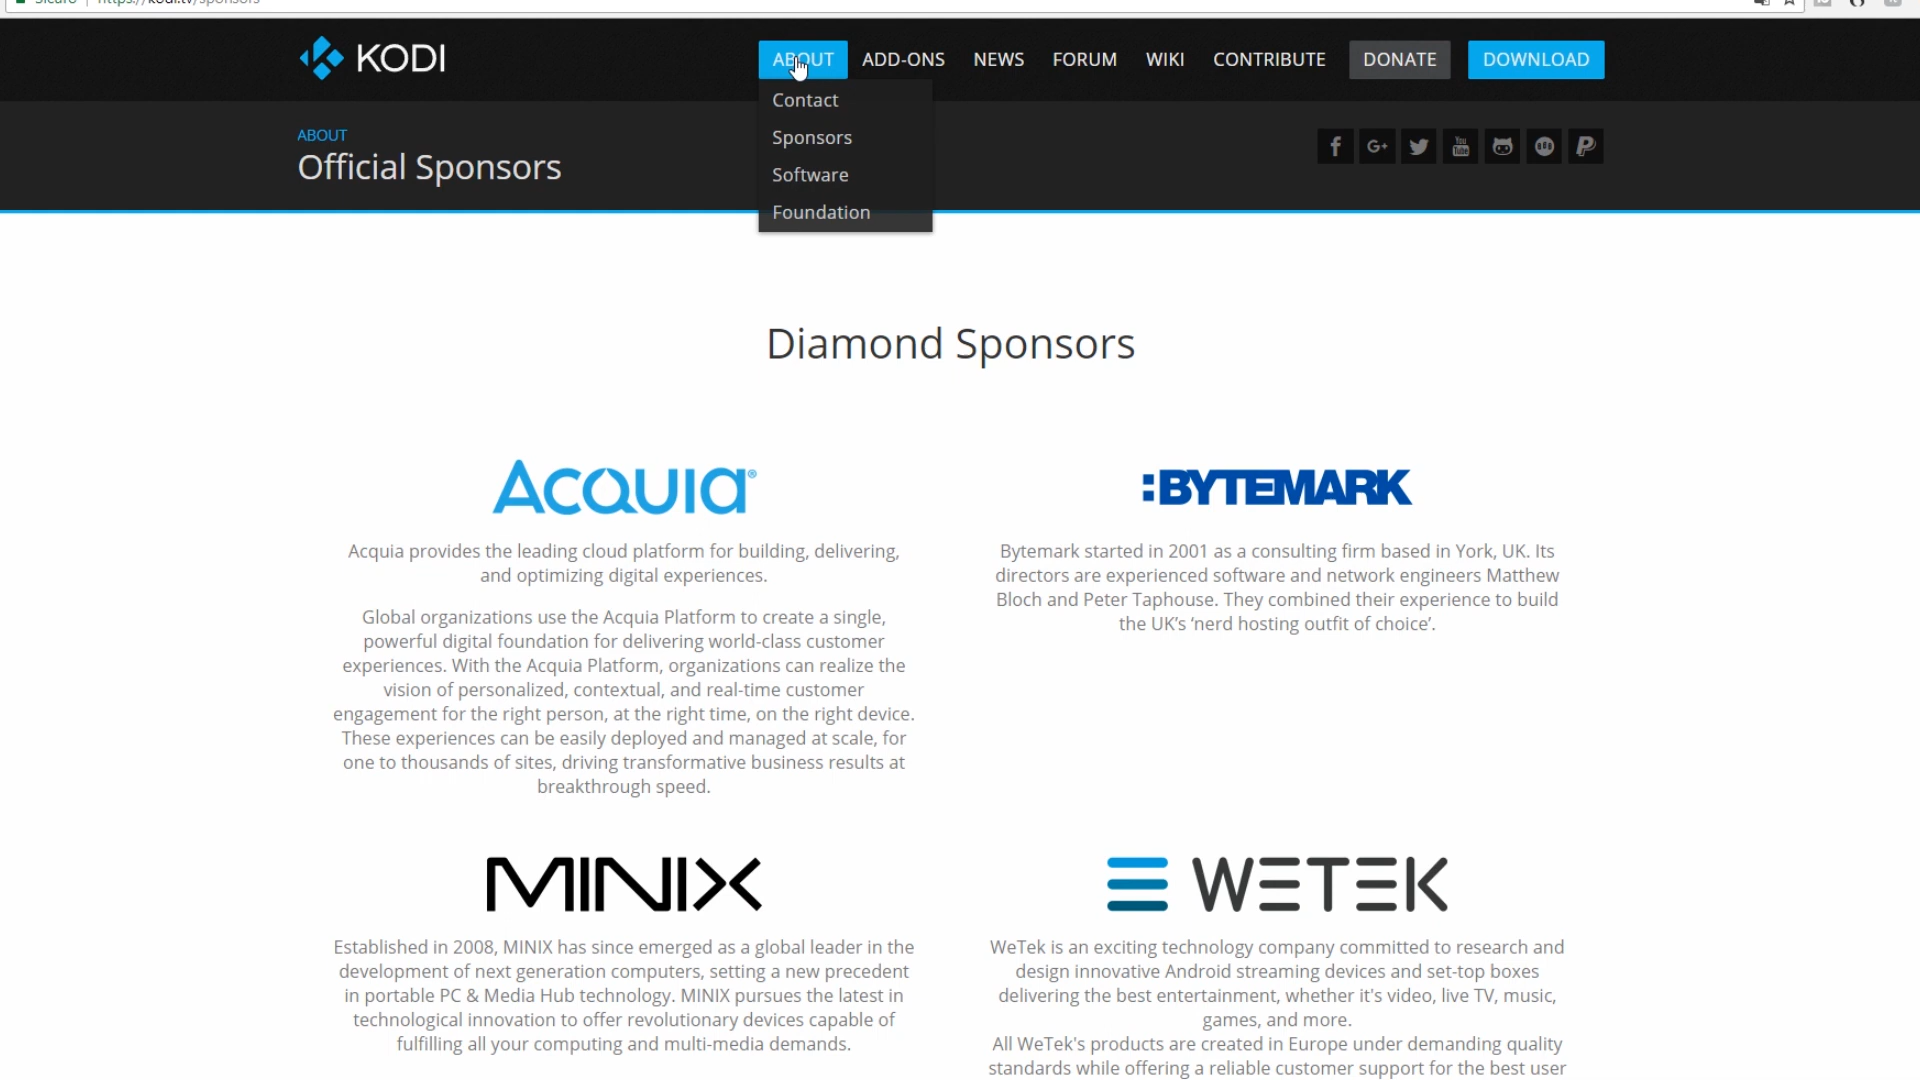 Sicuro | https://kodi.tv/sponsors
KODI
ABOUT ADD-ONS NEWS FORUM WIKI CONTRIBUTE DONATE DOWNLOAD
Contact
Sponsors
Software
Foundation
ABOUT
Official Sponsors
Diamond Sponsors
Acquia®
Acquia provides the leading cloud platform for building, delivering,
and optimizing digital experiences.
Global organizations use the Acquia Platform to create a single,
powerful digital foundation for delivering world-class customer
experiences. With the Acquia Platform, organizations can realize the
vision of personalized, contextual, and real-time customer
engagement for the right person, at the right time, on the right device.
These experiences can be easily deployed and managed at scale, for
one to thousands of sites, driving transformative business results at
breakthrough speed.
:BYTEMARK
Bytemark started in 2001 as a consulting firm based in York, UK. Its
directors are experienced software and network engineers Matthew
Bloch and Peter Taphouse. They combined their experience to build
the UK’s ‘nerd hosting outfit of choice’.
MINIX
Established in 2008, MINIX has since emerged as a global leader in the
development of next generation computers, setting a new precedent
in portable PC & Media Hub technology. MINIX pursues the latest in
technological innovation to offer revolutionary devices capable of
fulfilling all your computing and multi-media demands.
WETEK
WeTek is an exciting technology company committed to research and
design innovative Android streaming devices and set-top boxes
delivering the best entertainment, whether it's video, live TV, music,
games, and more.
All WeTek's products are created in Europe under demanding quality
standards while offering a reliable customer support for the best user